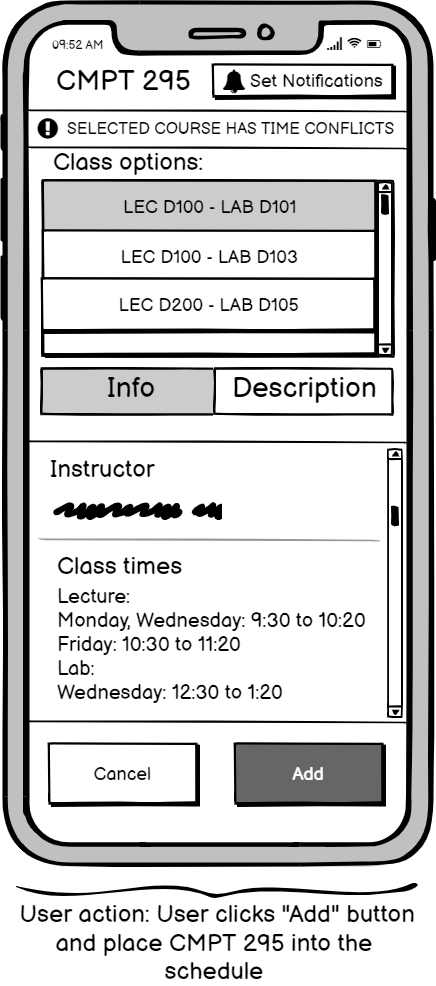 09:52 AM
CMPT 295
Set Notifications
SELECTED COURSE HAS TIME CONFLICTS
Class options:
LEC D100 - LAB D101
LEC D100 - LAB D103
LEC D200 - LAB D105
Info
Description
Instructor
Class times
Lecture:
Monday, Wednesday: 9:30 to 10:20
Friday: 10:30 to 11:20
Lab:
Wednesday: 12:30 to 1:20
Cancel
Add
User action: User clicks "Add" button
and place CMPT 295 into the
schedule